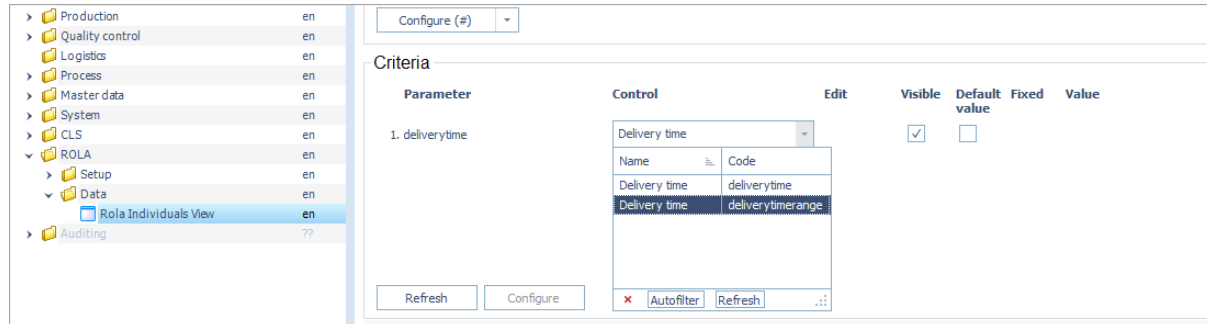 Production en
Quality control en
Logistics en
Process en
Master data en
System en
CLS en
ROLA en
Setup en
Data en
Rola Individuals View en
Auditing ??
Configure (#)
Criteria
Parameter Control Edit Visible Default value Fixed Value
1. deliverytime Delivery time
Name Code
Delivery time deliverytime
Delivery time deliverytimerange
Autofilter Refresh
Refresh Configure